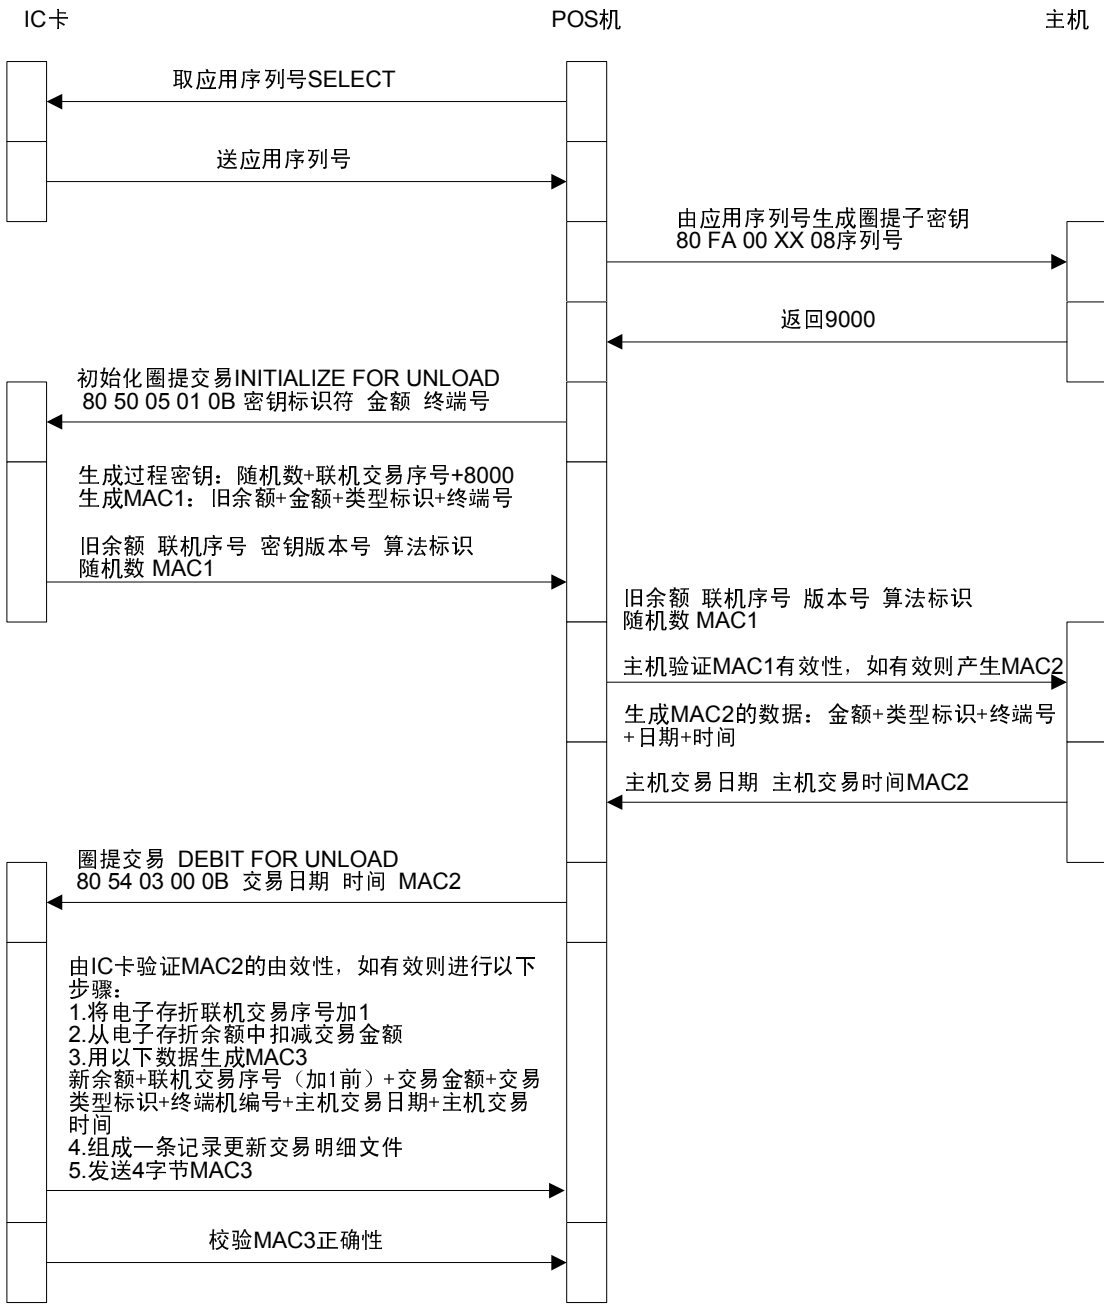 IC卡
POS机
主机
取应用序列号SELECT
送应用序列号
由应用序列号生成圈提子密钥
80 FA 00 XX 08序列号
返回9000
初始化圈提交易INITIALIZE FOR UNLOAD
80 50 05 01 0B 密钥标识符 金额 终端号
生成过程密钥：随机数+联机交易序号+8000
生成MAC1：旧余额+金额+类型标识+终端号
旧余额 联机序号 密钥版本号 算法标识
随机数 MAC1
旧余额 联机序号 版本号 算法标识
随机数 MAC1
主机验证MAC1有效性，如有效则产生MAC2
生成MAC2的数据：金额+类型标识+终端号
+日期+时间
主机交易日期 主机交易时间MAC2
圈提交易 DEBIT FOR UNLOAD
80 54 03 00 0B 交易日期 时间 MAC2
由IC卡验证MAC2的由效性，如有效则进行以下
步骤：
1.将电子存折联机交易序号加1
2.从电子存折余额中扣减交易金额
3.用以下数据生成MAC3
新余额+联机交易序号（加1前）+交易金额+交易
类型标识+终端机编号+主机交易日期+主机交易
时间
4.组成一条记录更新交易明细文件
5.发送4字节MAC3
校验MAC3正确性